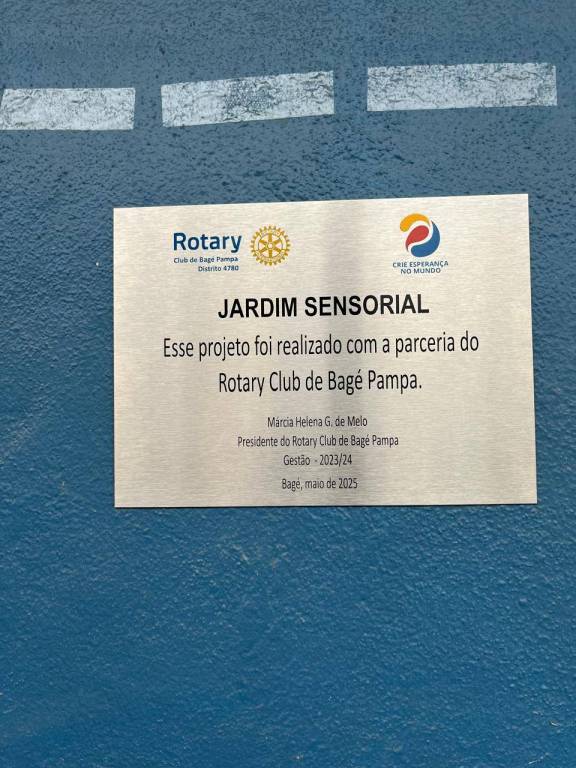 Rotary
Club de Bagé Pampa
Distrito 4780
CRIE ESPERANÇA
NO MUNDO
JARDIM SENSORIAL
Esse projeto foi realizado com a parceria do
Rotary Club de Bagé Pampa.
Márcia Helena G. de Melo
Presidente do Rotary Club de Bagé Pampa
Gestão - 2023/24
Bagé, maio de 2025